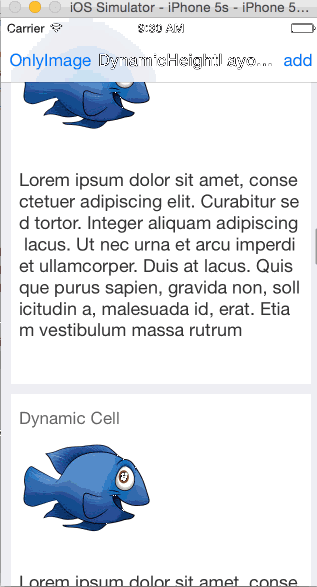 iOS Simulator - iPhone 5s - iPhone 5...
Carrier 9:30 AM
OnlyImage DynamicHeightLayo... add
Lorem ipsum dolor sit amet, conse
ctetuer adipiscing elit. Curabitur se
d tortor. Integer aliquam adipiscing
lacus. Ut nec urna et arcu imperdi
et ullamcorper. Duis at lacus. Quis
que purus sapien, gravida non, soll
icitudin a, malesuada id, erat. Etia
m vestibulum massa rutrum
Dynamic Cell
Lorem ipsum dolor sit amet, conse